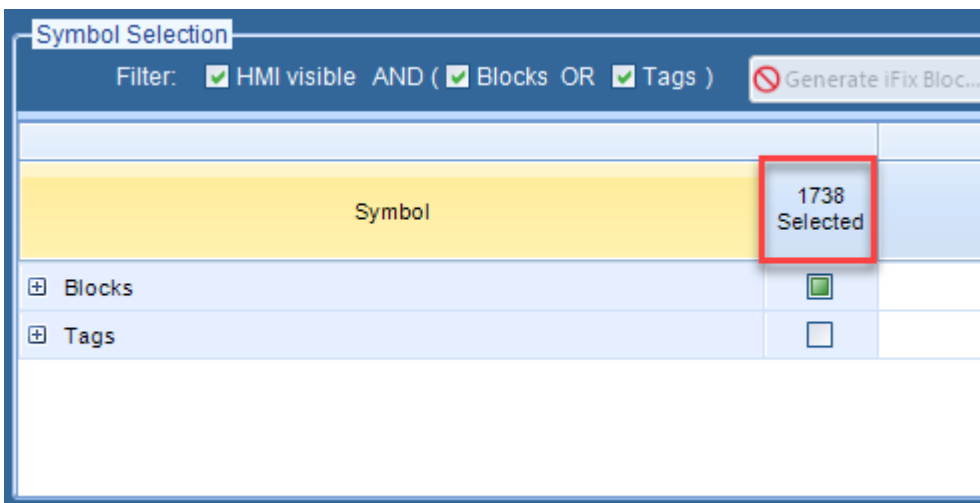 Symbol Selection
Filter: HMI visible AND ( Blocks OR Tags ) Generate iFix Bloc...
Symbol
1738
Selected
Blocks
Tags